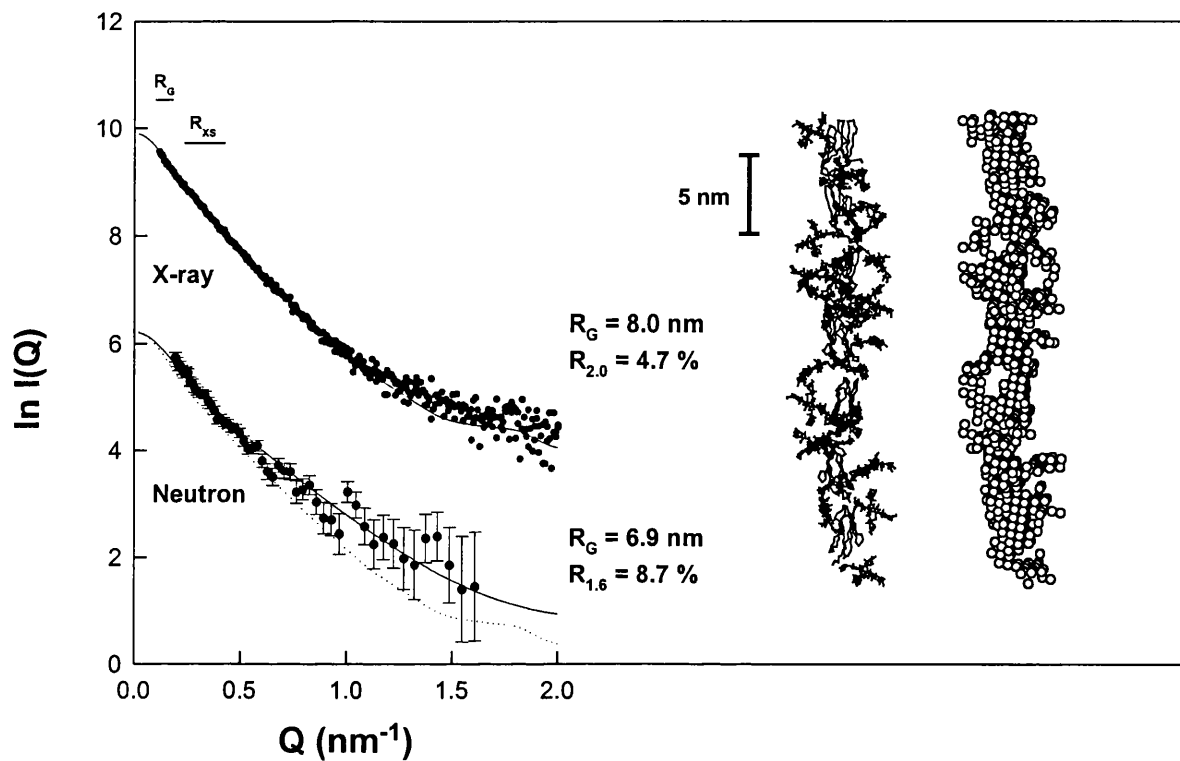 12
10
8
6
4
2
0
ln I(Q)
R_G
R_xs
X-ray
Neutron
R_G = 8.0 nm
R_2.0 = 4.7 %
R_G = 6.9 nm
R_1.6 = 8.7 %
5 nm
0.0 0.5 1.0 1.5 2.0
Q (nm⁻¹)